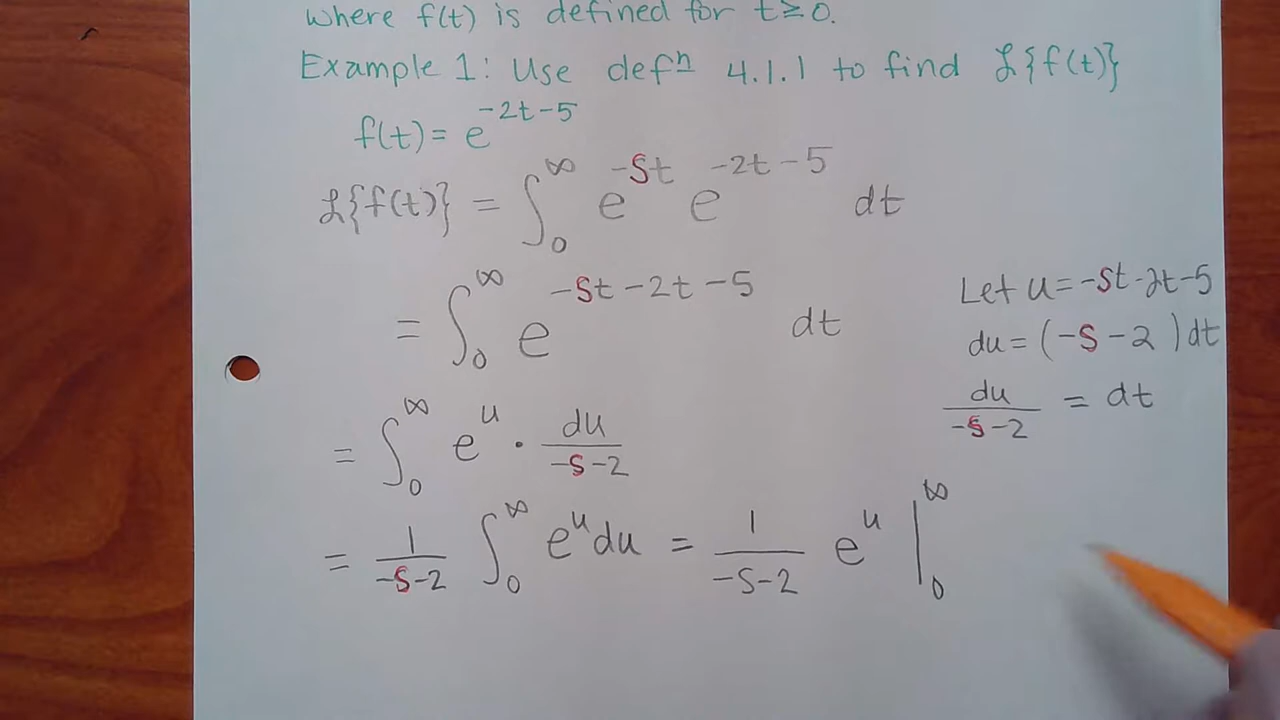 where f(t) is defined for t≥0.
Example 1: Use defⁿ 4.1.1 to find ℒ{f(t)}
f(t)= e^{-2t-5}
ℒ{f(t)} = ∫_0^∞ e^{-st} e^{-2t-5} dt
= ∫_0^∞ e^{-st-2t-5} dt
Let u=-st-2t-5
du=(-s-2)dt
du/(-s-2) = dt
= ∫_0^∞ e^u · du/(-s-2)
= 1/(-s-2) ∫_0^∞ e^u du = 1/(-s-2) e^u |_0^∞